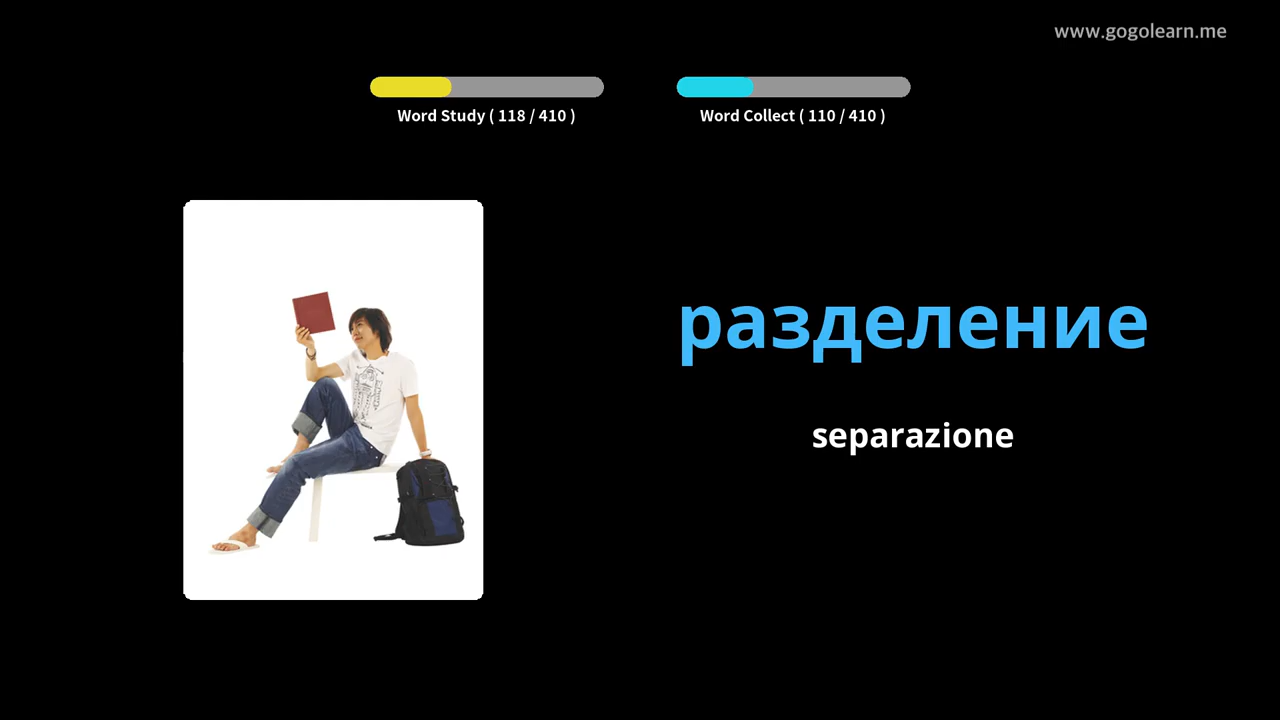 www.gogolearn.me
Word Study ( 118 / 410 )
Word Collect ( 110 / 410 )
разделение
separazione